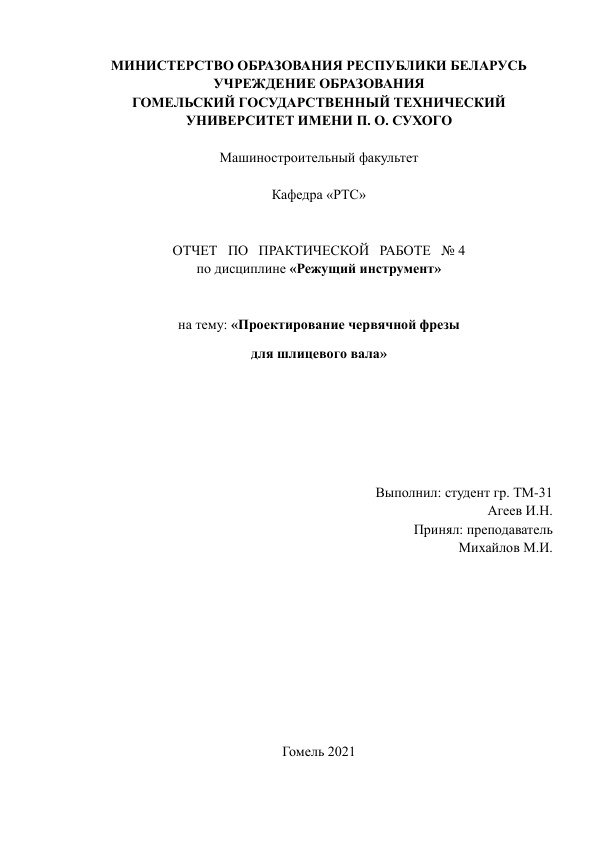 МИНИСТЕРСТВО ОБРАЗОВАНИЯ РЕСПУБЛИКИ БЕЛАРУСЬ
УЧРЕЖДЕНИЕ ОБРАЗОВАНИЯ
ГОМЕЛЬСКИЙ ГОСУДАРСТВЕННЫЙ ТЕХНИЧЕСКИЙ
УНИВЕРСИТЕТ ИМЕНИ П. О. СУХОГО
Машиностроительный факультет
Кафедра «РТС»
ОТЧЕТ ПО ПРАКТИЧЕСКОЙ РАБОТЕ № 4
по дисциплине «Режущий инструмент»
на тему: «Проектирование червячной фрезы
для шлицевого вала»
Выполнил: студент гр. ТМ-31
Агеев И.Н.
Принял: преподаватель
Михайлов М.И.
Гомель 2021